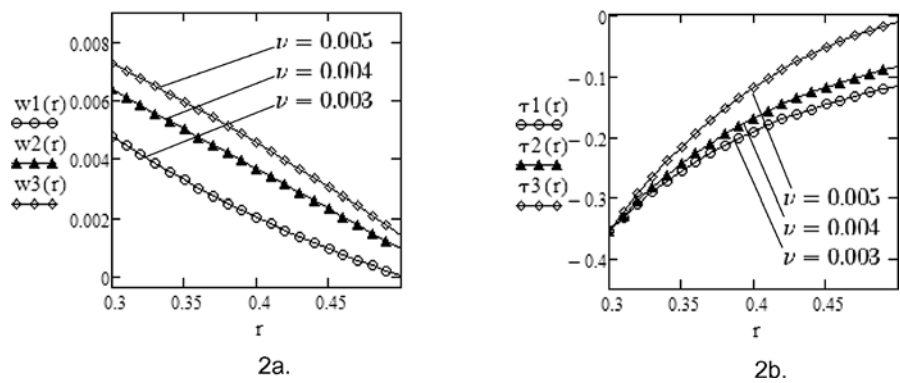 0.008
0.006
0.004
0.002
0
w1(r)
w2(r)
w3(r)
ν = 0.005
ν = 0.004
ν = 0.003
0.3 0.35 0.4 0.45
r
2a.
0
− 0.1
− 0.2
− 0.3
− 0.4
τ1(r)
τ2(r)
τ3(r)
ν = 0.005
ν = 0.004
ν = 0.003
0.3 0.35 0.4 0.45
r
2b.